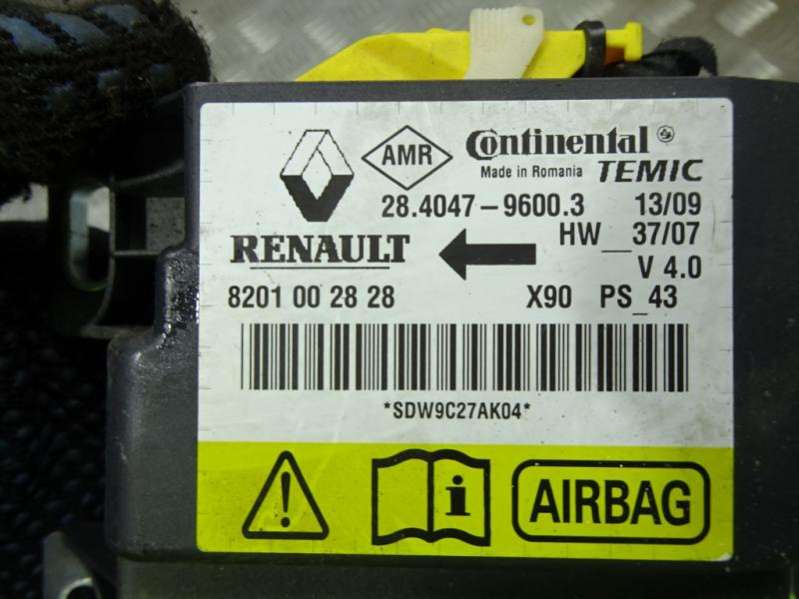 AMR
Continental
Made in Romania TEMIC
28.4047-9600.3 13/09
RENAULT
HW__37/07
V 4.0
8201 00 28 28 X90 PS_43
*SDW9C27AK04*
! i AIRBAG